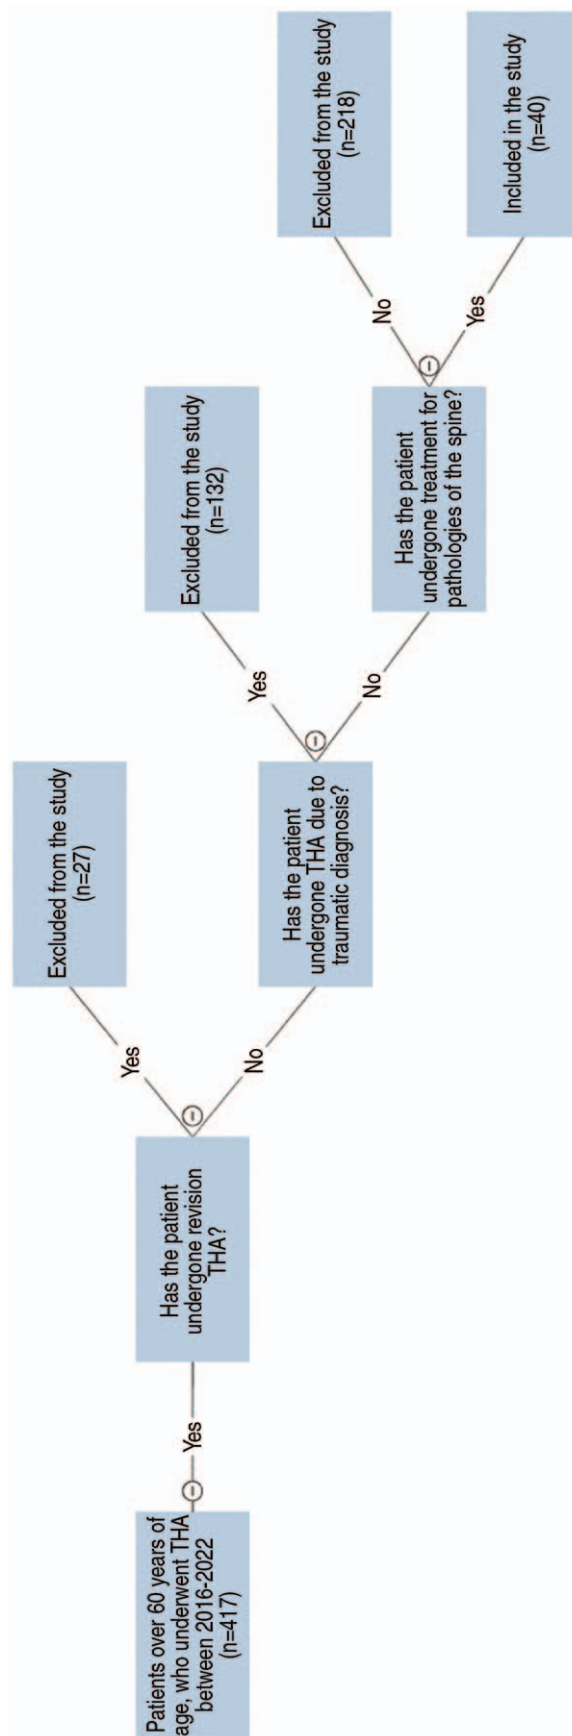 Patients over 60 years of
age, who underwent THA
between 2016-2022
(n=417)
Yes
Has the patient
undergone revision
THA?
Yes
Excluded from the study
(n=27)
No
Has the patient
undergone THA due to
traumatic diagnosis?
Yes
Excluded from the study
(n=132)
No
Has the patient
undergone treatment for
pathologies of the spine?
No
Excluded from the study
(n=218)
Yes
Included in the study
(n=40)